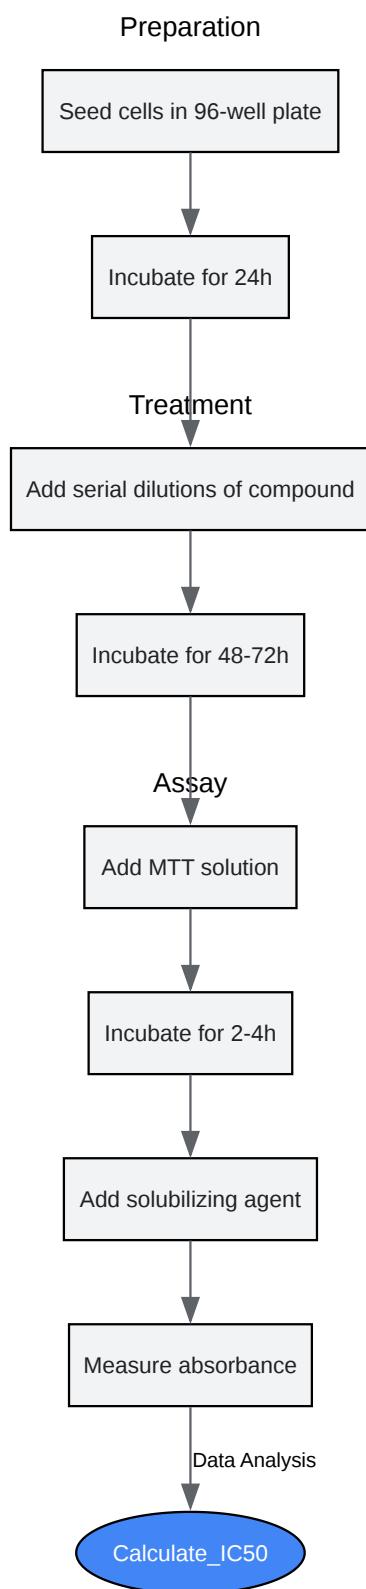 Preparation
Seed cells in 96-well plate
Incubate for 24h
Treatment
Add serial dilutions of compound
Incubate for 48-72h
Assay
Add MTT solution
Incubate for 2-4h
Add solubilizing agent
Measure absorbance
Data Analysis
Calculate_IC50